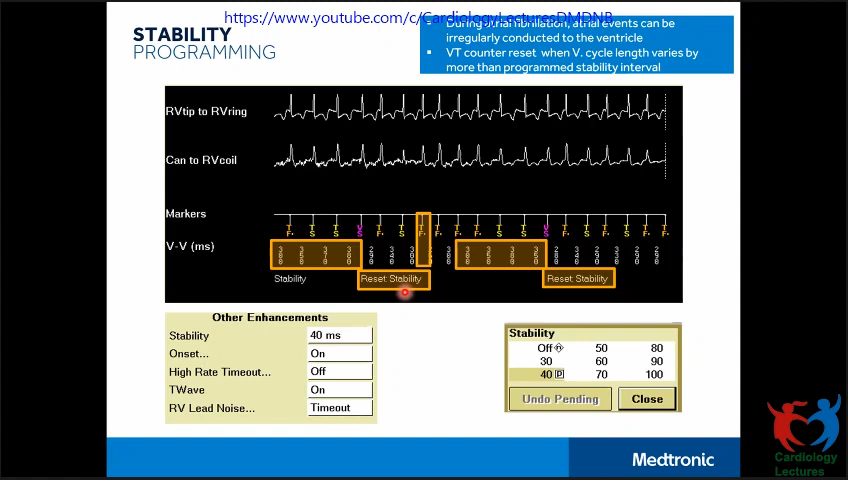 https://www.youtube.com/c/CardiologyLecturesDMDNB
STABILITY
PROGRAMMING
During atrial fibrillation, atrial events can be
irregularly conducted to the ventricle
VT counter reset when V. cycle length varies by
more than programmed stability interval
RVtip to RVring
Can to RVcoil
Markers
V-V (ms)
Stability
Reset: Stability
Reset: Stability
Other Enhancements
Stability 40 ms
Onset... On
High Rate Timeout... Off
TWave On
RV Lead Noise... Timeout
Stability
Off 50 80
30 60 90
40 P 70 100
Undo Pending Close
Medtronic
Cardiology
Lectures